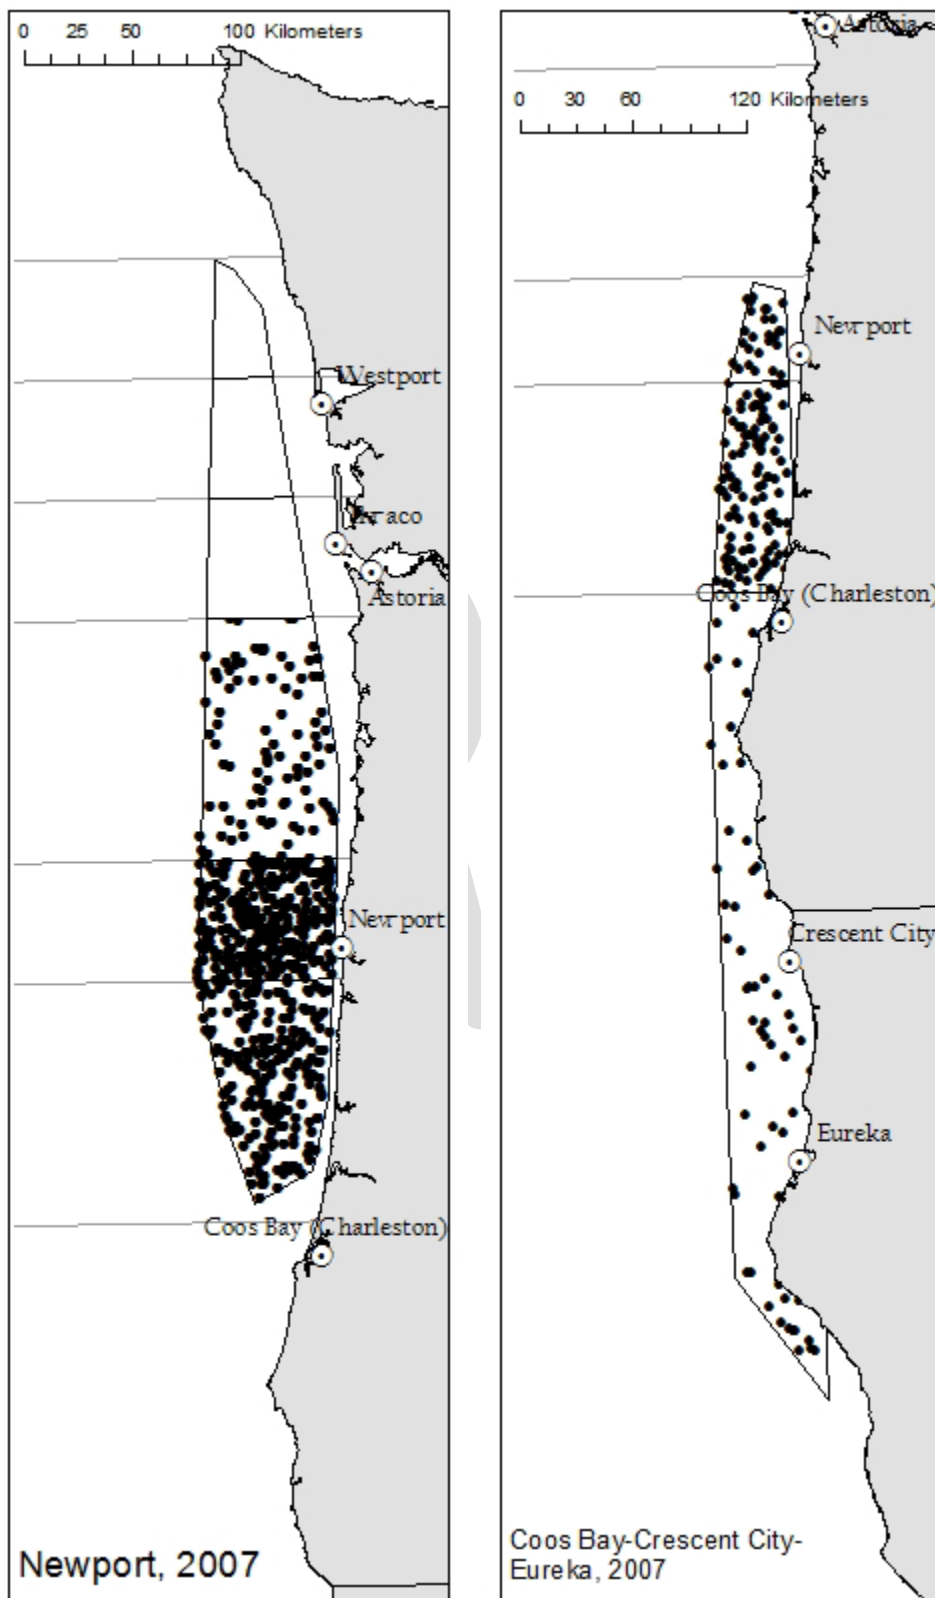 0 25 50 100 Kilometers
Westport
Astoria
Newport
Coos Bay (Charleston)
Newport, 2007
Astoria
0 30 60 120 Kilometers
Newport
Coos Bay (Charleston)
Crescent City
Eureka
Coos Bay-Crescent City-
Eureka, 2007